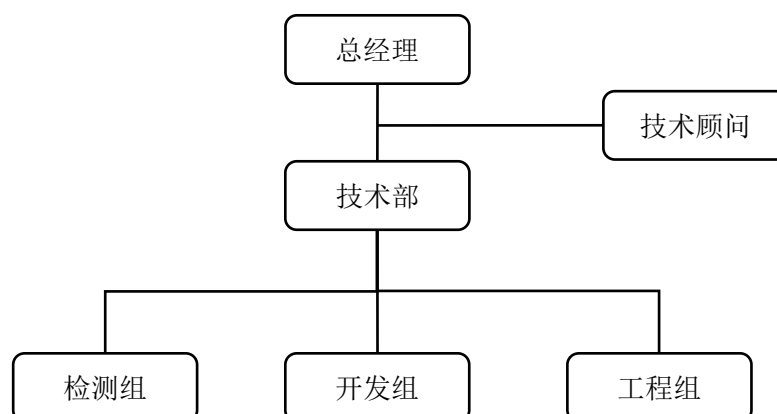 总经理
技术顾问
技术部
检测组
开发组
工程组